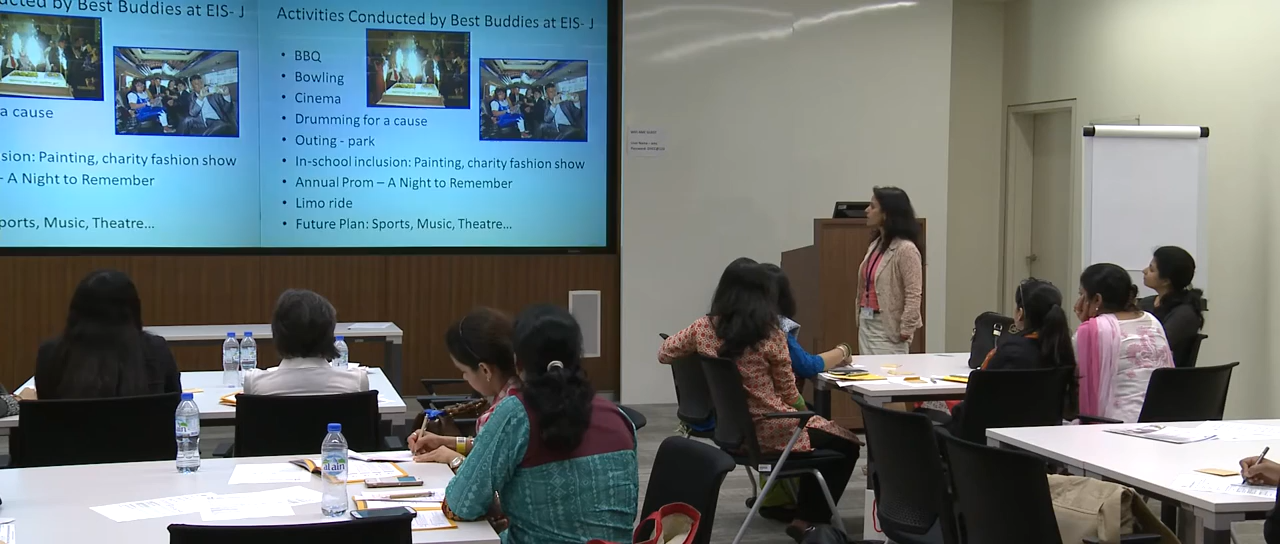 ucted by Best Buddies at EIS- J
a cause
sion: Painting, charity fashion show
- A Night to Remember
ports, Music, Theatre...
Activities Conducted by Best Buddies at EIS- J
• BBQ
• Bowling
• Cinema
• Drumming for a cause
• Outing - park
• In-school inclusion: Painting, charity fashion show
• Annual Prom – A Night to Remember
• Limo ride
• Future Plan: Sports, Music, Theatre...
al ain